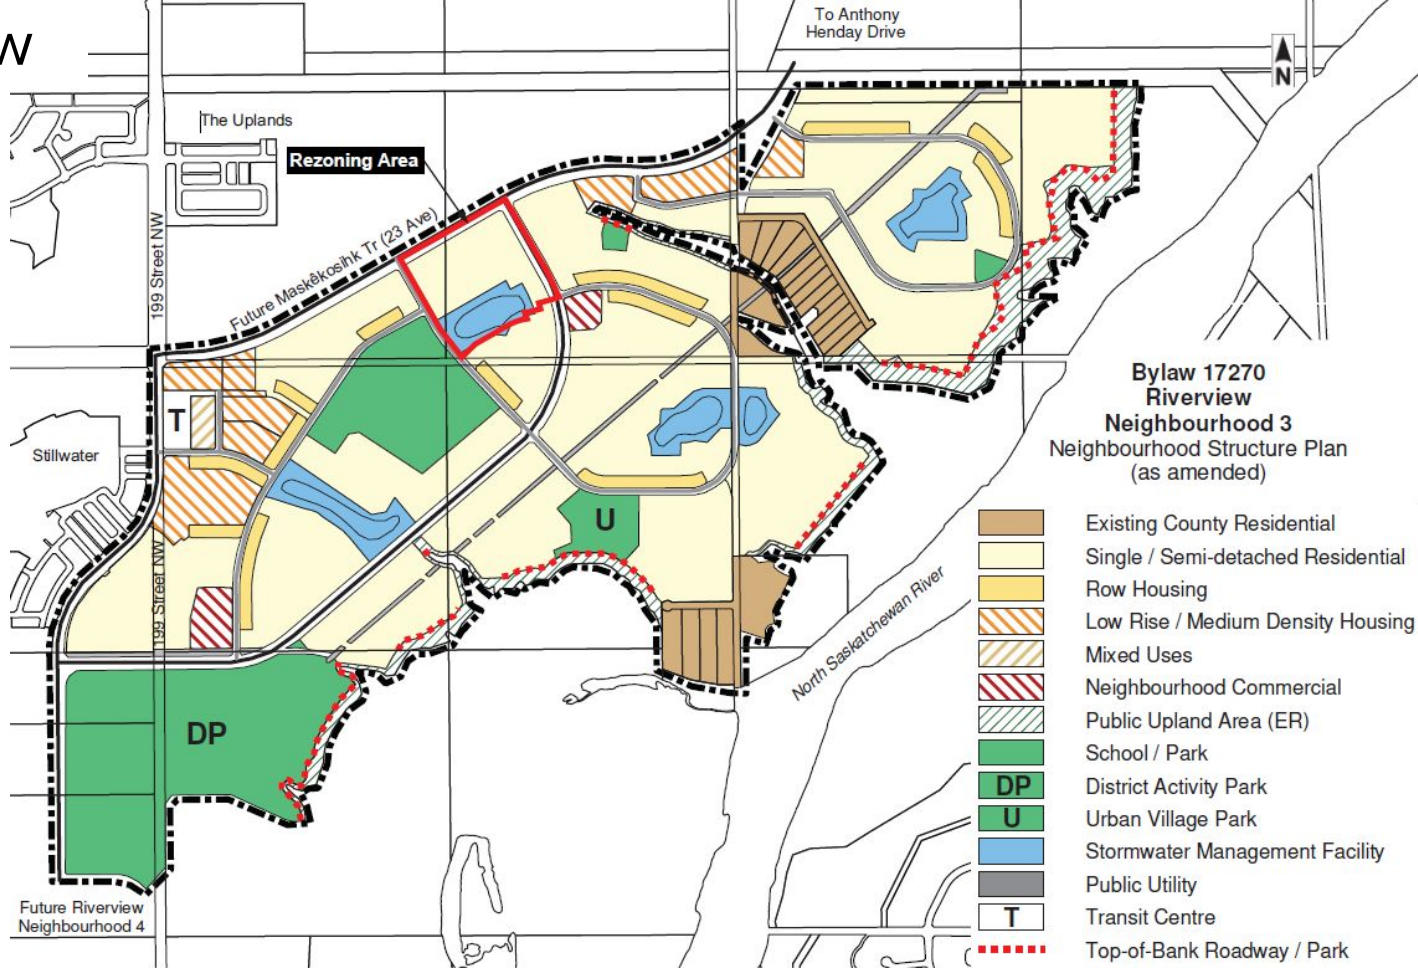 W
To Anthony
Henday Drive
N
The Uplands
Rezoning Area
199 Street NW
Future Maskêkosihk Tr (23 Ave)
T
Stillwater
199 Street NW
U
DP
North Saskatchewan River
Future Riverview
Neighbourhood 4
Bylaw 17270
Riverview
Neighbourhood 3
Neighbourhood Structure Plan
(as amended)
Existing County Residential
Single / Semi-detached Residential
Row Housing
Low Rise / Medium Density Housing
Mixed Uses
Neighbourhood Commercial
Public Upland Area (ER)
School / Park
DP District Activity Park
U Urban Village Park
Stormwater Management Facility
Public Utility
T Transit Centre
Top-of-Bank Roadway / Park